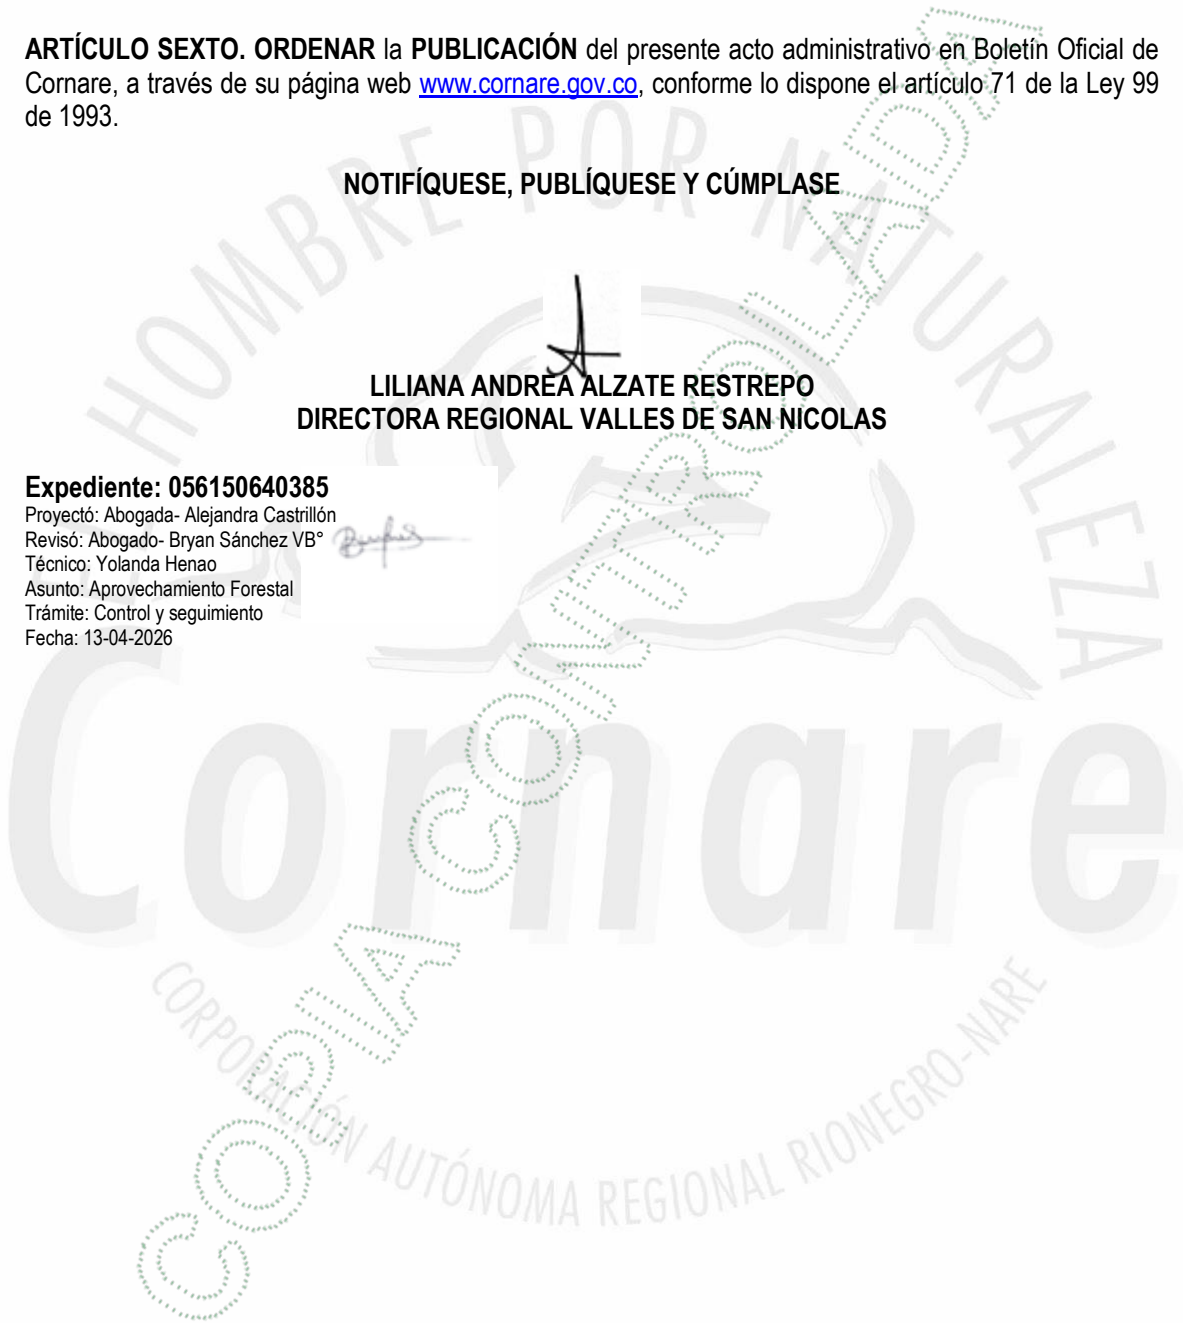 ARTÍCULO SEXTO. ORDENAR la PUBLICACIÓN del presente acto administrativo en Boletín Oficial de
Cornare, a través de su página web www.cornare.gov.co, conforme lo dispone el artículo 71 de la Ley 99
de 1993.
NOTIFÍQUESE, PUBLÍQUESE Y CÚMPLASE
LILIANA ANDREA ALZATE RESTREPO
DIRECTORA REGIONAL VALLES DE SAN NICOLAS
Expediente: 056150640385
Proyectó: Abogada- Alejandra Castrillón
Revisó: Abogado- Bryan Sánchez VB°
Técnico: Yolanda Henao
Asunto: Aprovechamiento Forestal
Trámite: Control y seguimiento
Fecha: 13-04-2026
HOMBRE POR NATURALEZA
Cornare
CORPORACIÓN AUTÓNOMA REGIONAL RIONEGRO-NARE
COPIA CONTROLADA